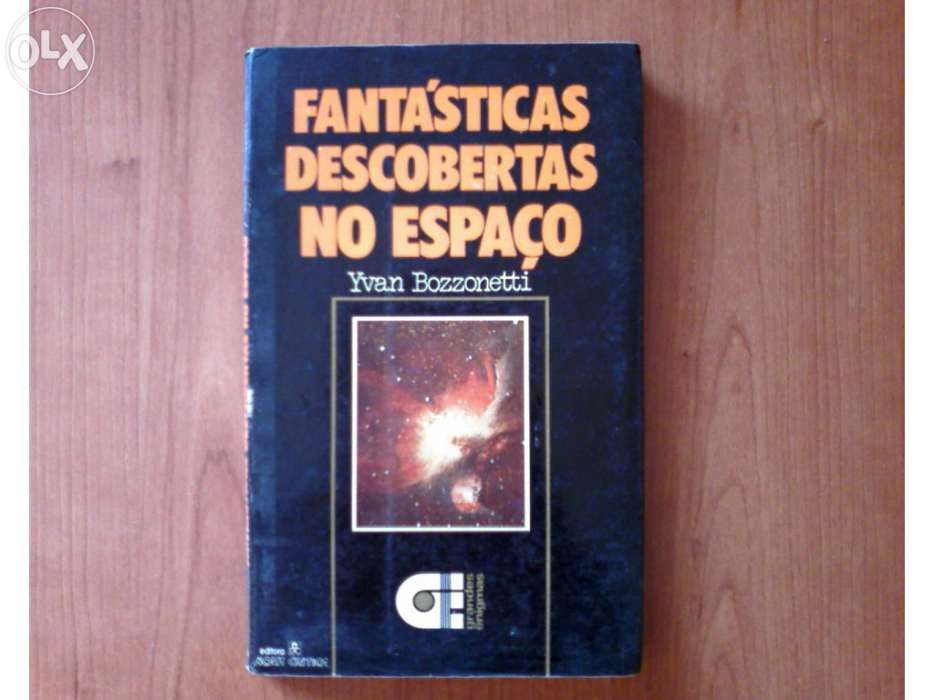 OLX
FANTÁSTICAS
DESCOBERTAS
NO ESPAÇO
Yvan Bozzonetti
grandes
enigmas
editora